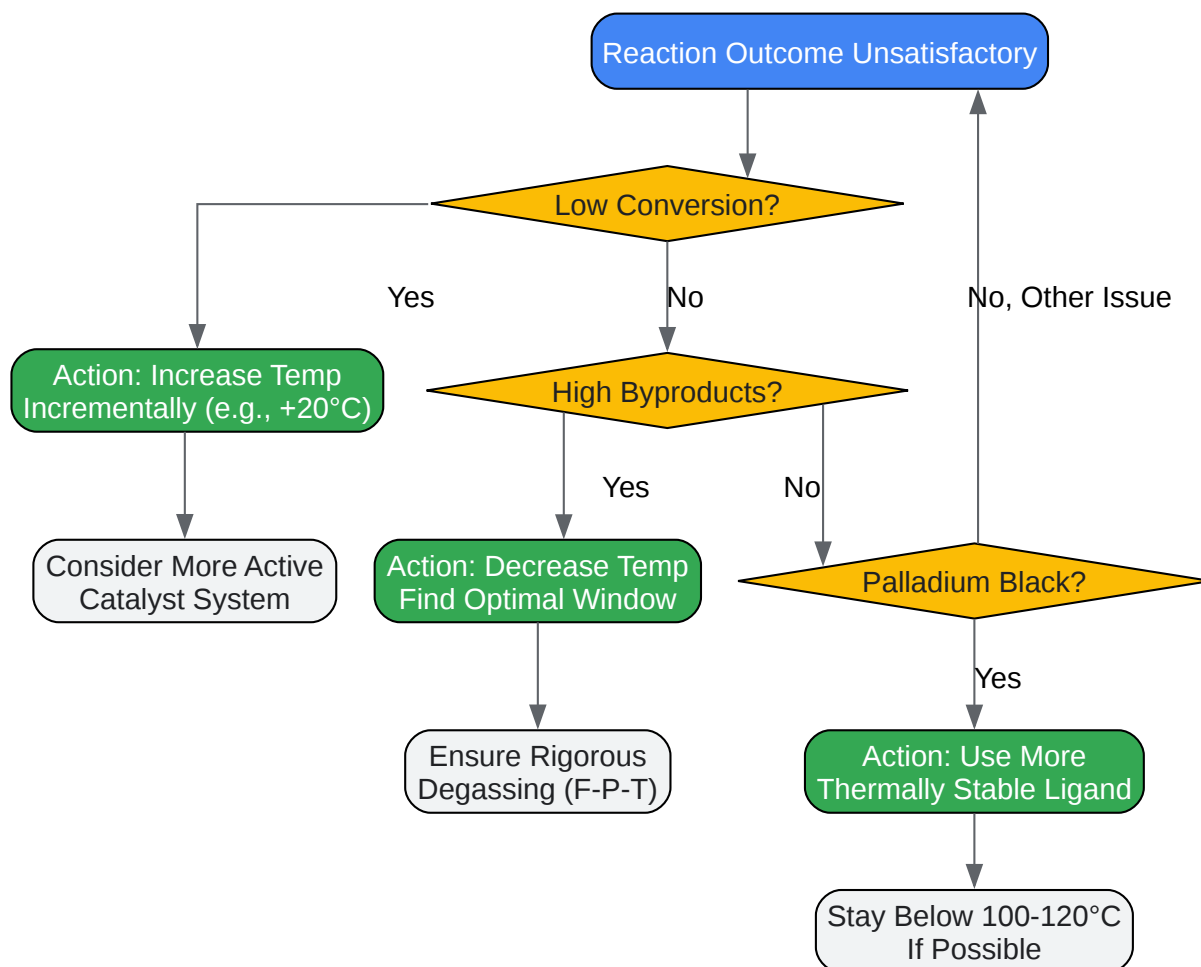 Reaction Outcome Unsatisfactory
Low Conversion?
Yes
No
No, Other Issue
Action: Increase Temp
Incrementally (e.g., +20°C)
High Byproducts?
Yes
No
Consider More Active
Catalyst System
Action: Decrease Temp
Find Optimal Window
Palladium Black?
Yes
Ensure Rigorous
Degassing (F-P-T)
Action: Use More
Thermally Stable Ligand
Stay Below 100-120°C
If Possible